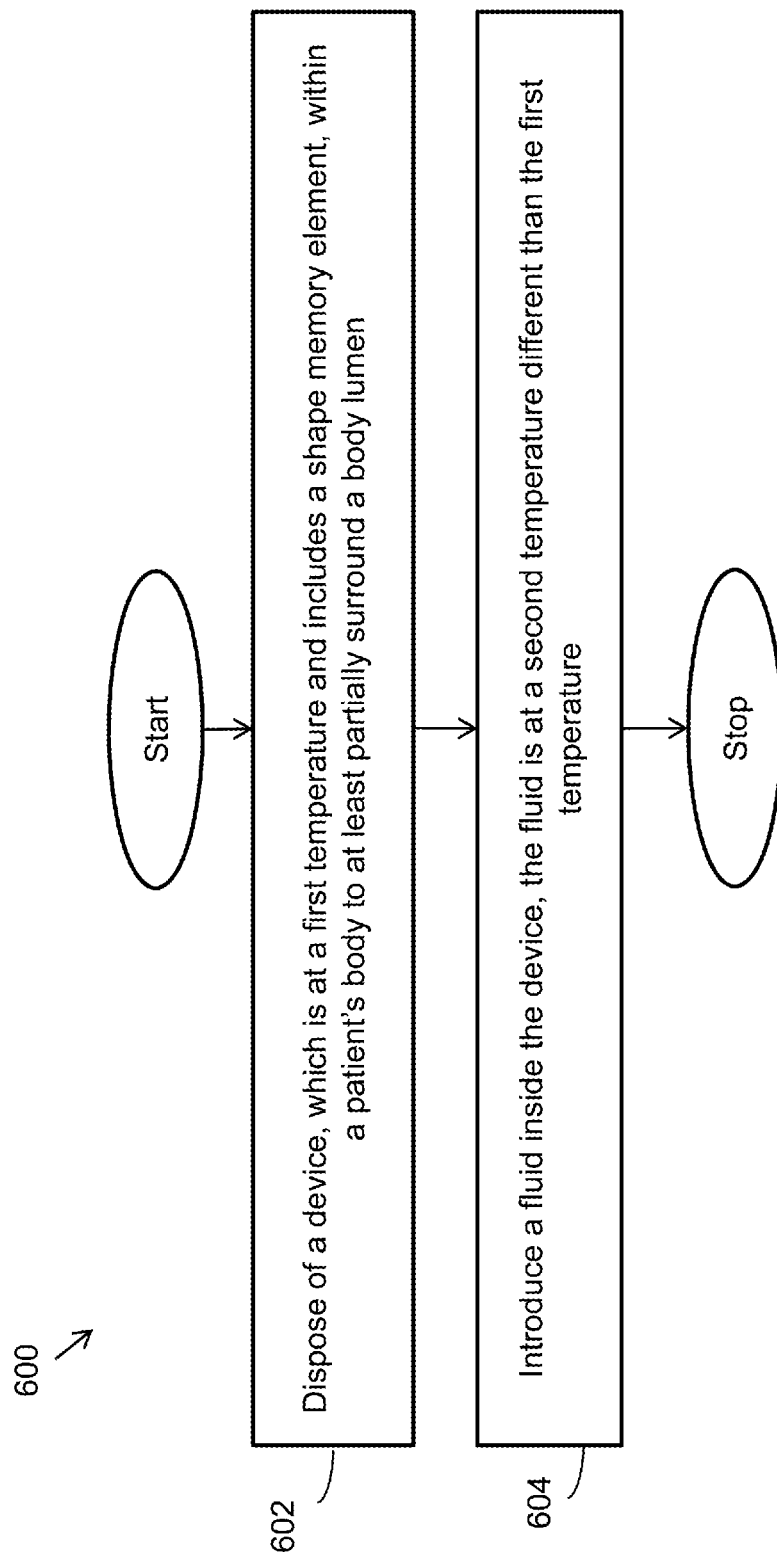 600
Start
602
Dispose of a device, which is at a first temperature and includes a shape memory element, within
a patient's body to at least partially surround a body lumen
604
Introduce a fluid inside the device, the fluid is at a second temperature different than the first
temperature
Stop